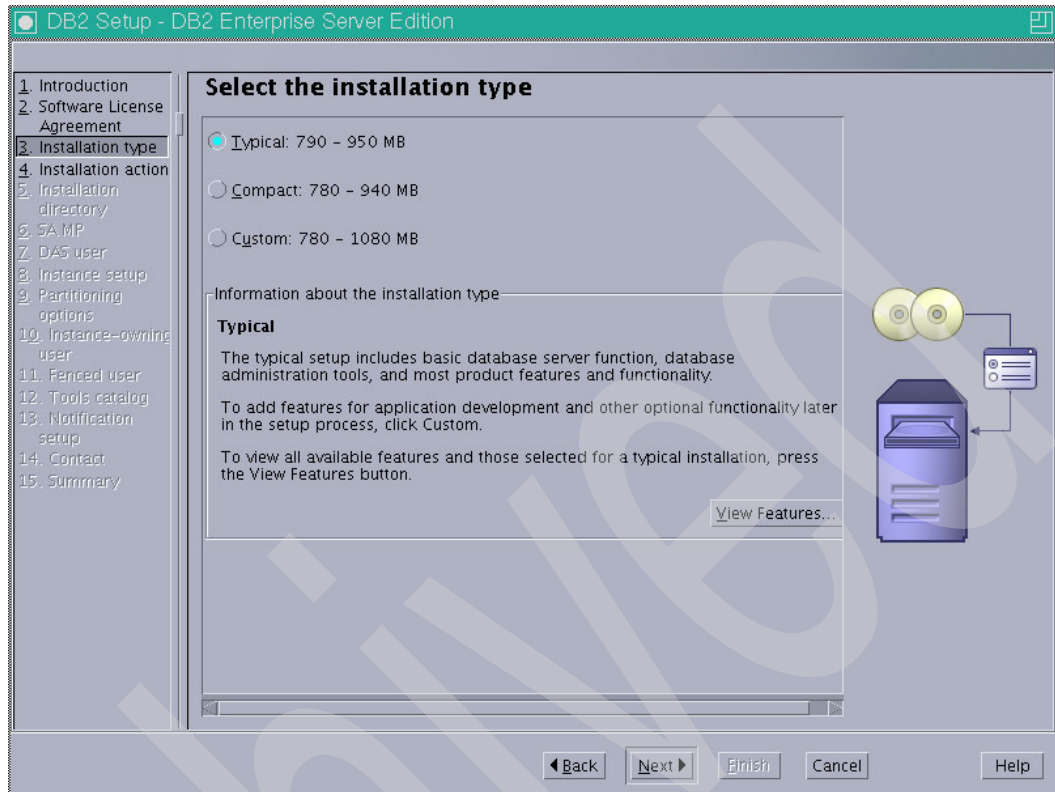 DB2 Setup - DB2 Enterprise Server Edition
1. Introduction
2. Software License
Agreement
3. Installation type
4. Installation action
5. Installation
directory
6. SA MP
7. DAS user
8. Instance setup
9. Partitioning
options
10. Instance-owning
user
11. Fenced user
12. Tools catalog
13. Notification
setup
14. Contact
15. Summary
Select the installation type
Typical: 790 - 950 MB
Compact: 780 - 940 MB
Custom: 780 - 1080 MB
Information about the installation type
Typical
The typical setup includes basic database server function, database
administration tools, and most product features and functionality.
To add features for application development and other optional functionality later
in the setup process, click Custom.
To view all available features and those selected for a typical installation, press
the View Features button.
View Features...
Back
Next
Finish
Cancel
Help